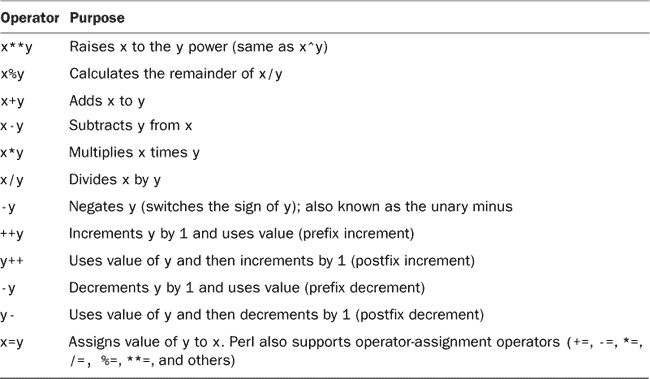 Operator Purpose
x**y Raises x to the y power (same as x^y)
x%y Calculates the remainder of x/y
x+y Adds x to y
x-y Subtracts y from x
x*y Multiplies x times y
x/y Divides x by y
-y Negates y (switches the sign of y); also known as the unary minus
++y Increments y by 1 and uses value (prefix increment)
y++ Uses value of y and then increments by 1 (postfix increment)
-y Decrements y by 1 and uses value (prefix decrement)
y- Uses value of y and then decrements by 1 (postfix decrement)
x=y Assigns value of y to x. Perl also supports operator-assignment operators (+=, -=, *=,
/=, %=, **=, and others)